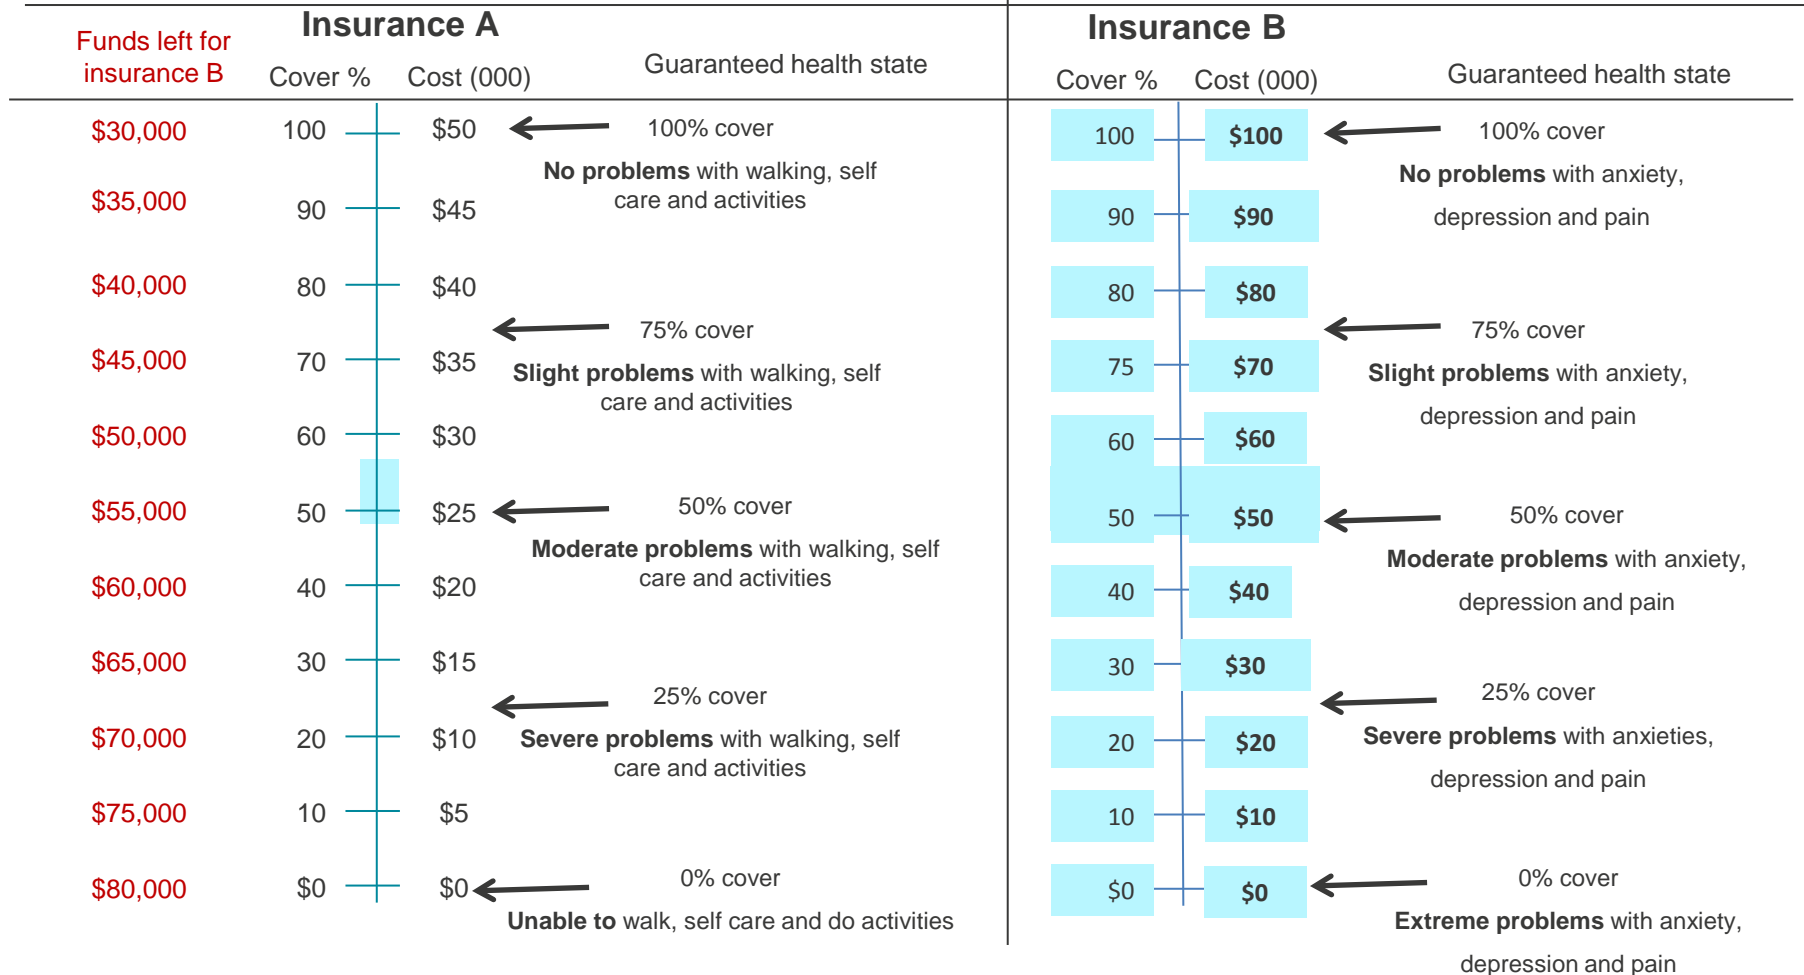 Insurance A
Insurance B
Funds left for
insurance B
Cover %
Cost (000)
Guaranteed health state
Cover %
Cost (000)
Guaranteed health state
$30,000
100
$50
100% cover
No problems with walking, self
care and activities
$35,000
90
$45
$40,000
80
$40
75% cover
$45,000
70
$35
Slight problems with walking, self
care and activities
$50,000
60
$30
$55,000
50
$25
50% cover
Moderate problems with walking, self
care and activities
$60,000
40
$20
$65,000
30
$15
25% cover
$70,000
20
$10
Severe problems with walking, self
care and activities
$75,000
10
$5
$80,000
$0
$0
0% cover
Unable to walk, self care and do activities
100
$100
100% cover
No problems with anxiety,
depression and pain
90
$90
80
$80
75% cover
75
$70
Slight problems with anxiety,
depression and pain
60
$60
50
$50
50% cover
Moderate problems with anxiety,
depression and pain
40
$40
30
$30
25% cover
20
$20
Severe problems with anxieties,
depression and pain
10
$10
$0
$0
0% cover
Extreme problems with anxiety,
depression and pain